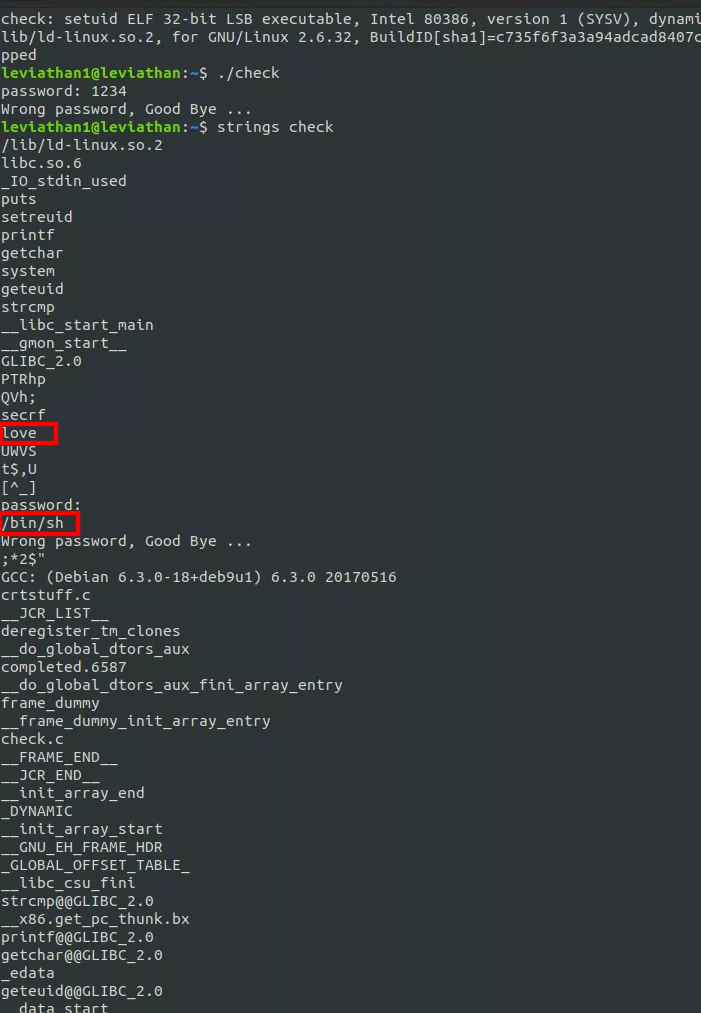 check: setuid ELF 32-bit LSB executable, Intel 80386, version 1 (SYSV), dynami
lib/ld-linux.so.2, for GNU/Linux 2.6.32, BuildID[sha1]=c735f6f3a3a94adcad8407c
pped
leviathan1@leviathan:~$ ./check
password: 1234
Wrong password, Good Bye ...
leviathan1@leviathan:~$ strings check
/lib/ld-linux.so.2
libc.so.6
_IO_stdin_used
puts
setreuid
printf
getchar
system
geteuid
strcmp
__libc_start_main
__gmon_start__
GLIBC_2.0
PTRhp
QVh;
secrf
love
UWVS
t$,U
[^_]
password:
/bin/sh
Wrong password, Good Bye ...
;*2$"
GCC: (Debian 6.3.0-18+deb9u1) 6.3.0 20170516
crtstuff.c
__JCR_LIST__
deregister_tm_clones
__do_global_dtors_aux
completed.6587
__do_global_dtors_aux_fini_array_entry
frame_dummy
__frame_dummy_init_array_entry
check.c
__FRAME_END__
__JCR_END__
__init_array_end
_DYNAMIC
__init_array_start
__GNU_EH_FRAME_HDR
_GLOBAL_OFFSET_TABLE_
__libc_csu_fini
strcmp@@GLIBC_2.0
__x86.get_pc_thunk.bx
printf@@GLIBC_2.0
getchar@@GLIBC_2.0
_edata
geteuid@@GLIBC_2.0
__data_start